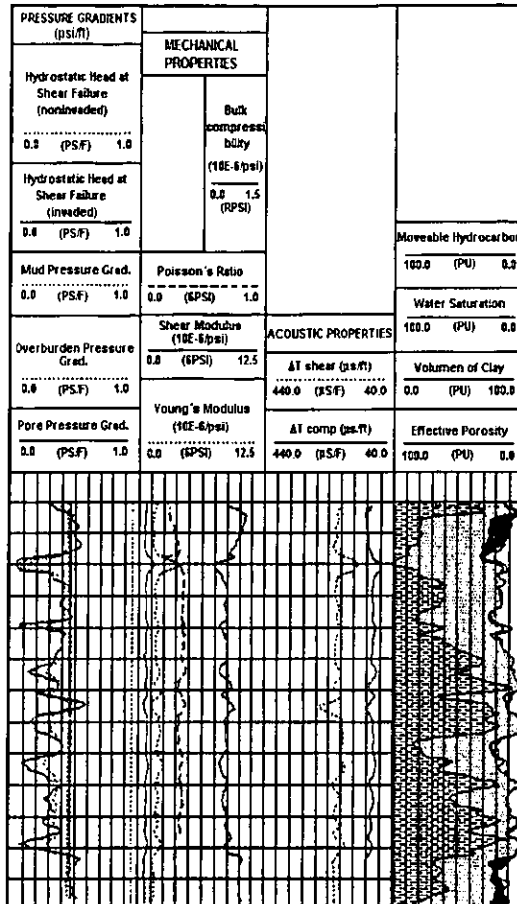 PRESSURE GRADIENTS
(psi/ft)
Hydrostatic Head at
Shear Failure
(noninvaded)
0.0 (PS/F) 1.0
Hydrostatic Head at
Shear Failure
(invaded)
0.0 (PS/F) 1.0
Mud Pressure Grad.
0.0 (PS/F) 1.0
Overburden Pressure
Grad.
0.0 (PS/F) 1.0
Pore Pressure Grad.
0.0 (PS/F) 1.0
MECHANICAL
PROPERTIES
Bulk
compressi
bility
(10E-6/psi)
0.0 1.5
(RPSI)
Poisson's Ratio
0.0 (6PSI) 1.0
Shear Modulus
(10E-6/psi)
0.0 (6PSI) 12.5
Young's Modulus
(10E-6/psi)
0.0 (6PSI) 12.5
ACOUSTIC PROPERTIES
ΔT shear (µs/ft)
440.0 (µS/F) 40.0
ΔT comp (µs/ft)
440.0 (µS/F) 40.0
Moveable Hydrocarbon
100.0 (PU) 0.0
Water Saturation
100.0 (PU) 0.0
Volumen of Clay
0.0 (PU) 100.0
Effective Porosity
100.0 (PU) 0.0